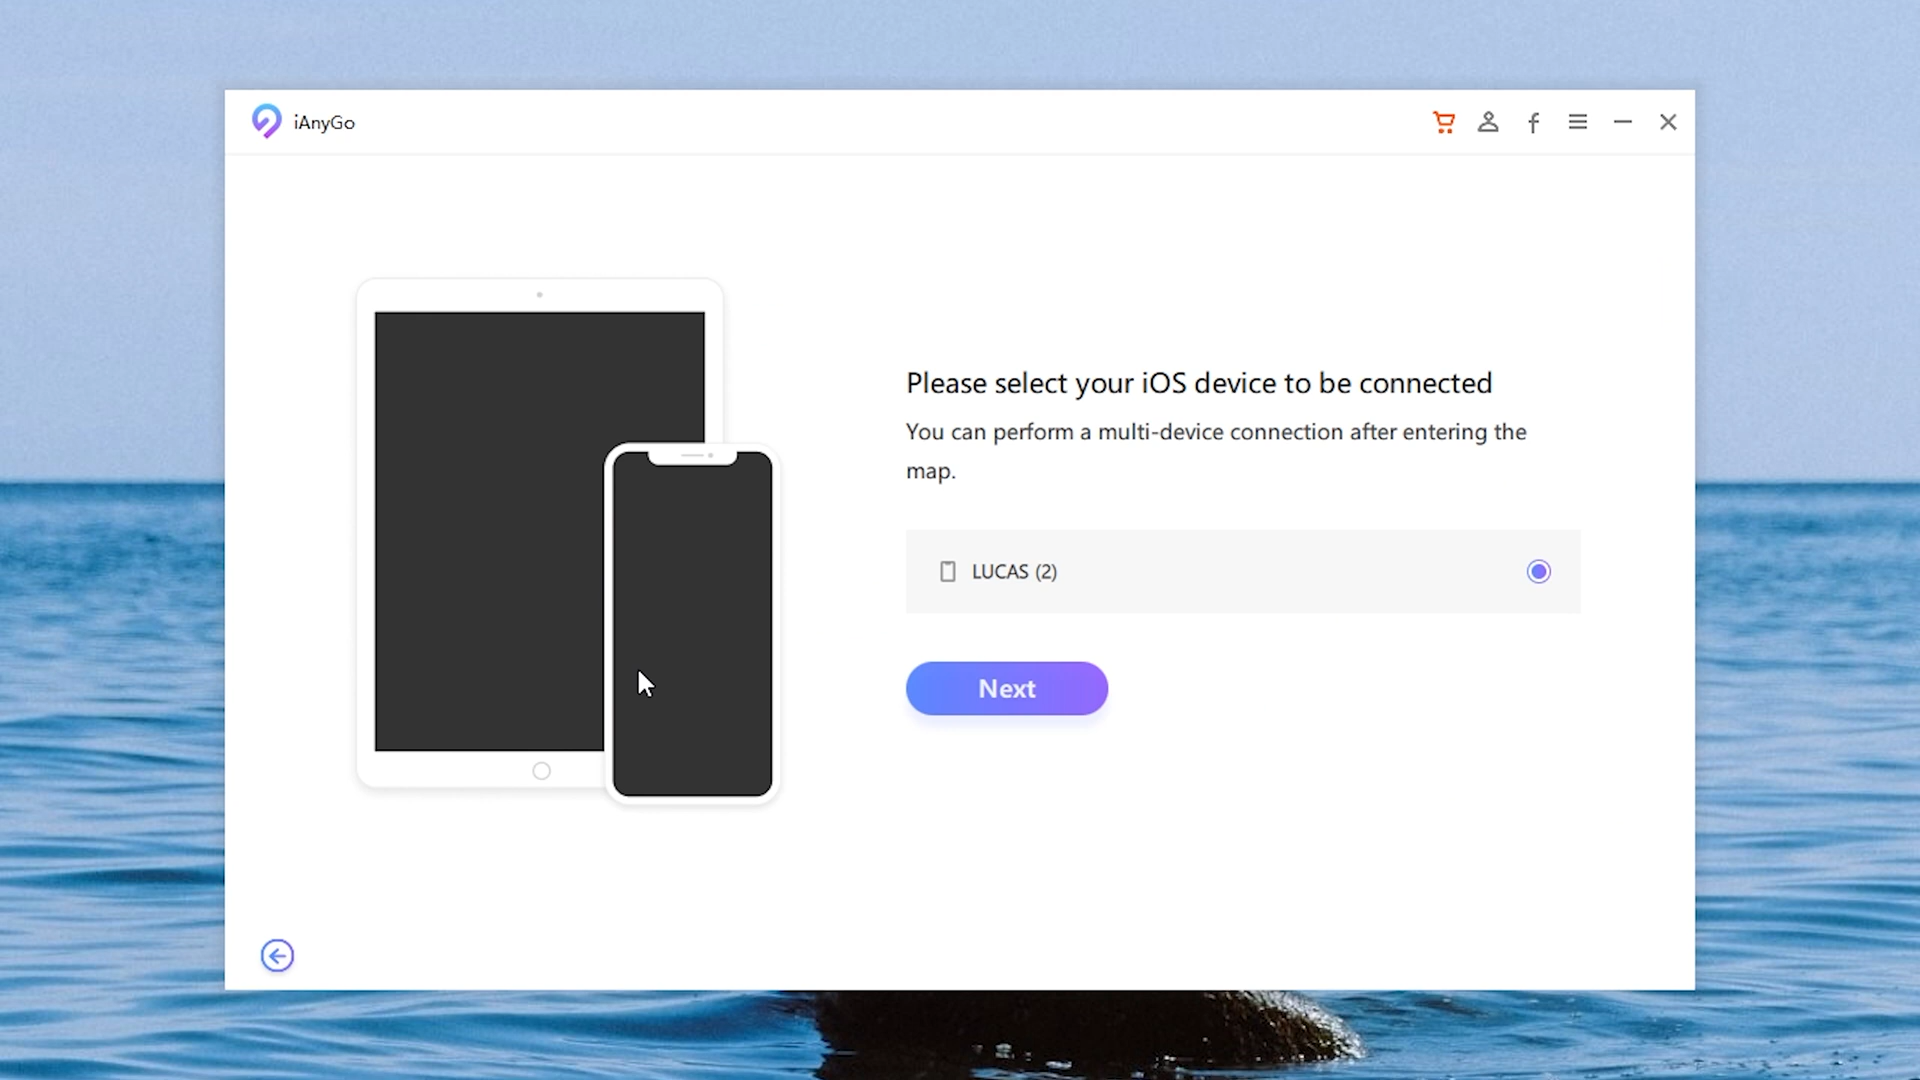 iAnyGo
Please select your iOS device to be connected
You can perform a multi-device connection after entering the
map.
LUCAS (2)
Next